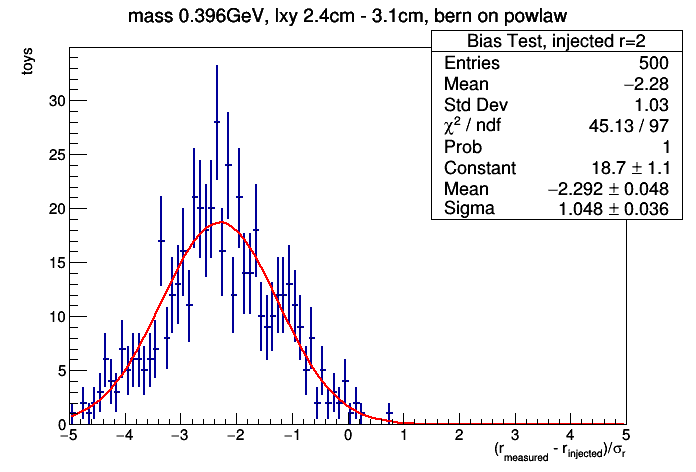 mass 0.396GeV, lxy 2.4cm - 3.1cm, bern on powlaw
Bias Test, injected r=2
Entries 500
Mean −2.28
Std Dev 1.03
χ² / ndf 45.13 / 97
Prob 1
Constant 18.7 ± 1.1
Mean −2.292 ± 0.048
Sigma 1.048 ± 0.036
toys
30
25
20
15
10
5
0
−5 −4 −3 −2 −1 0 1 2 3 4 5
(r_measured - r_injected)/σ_r